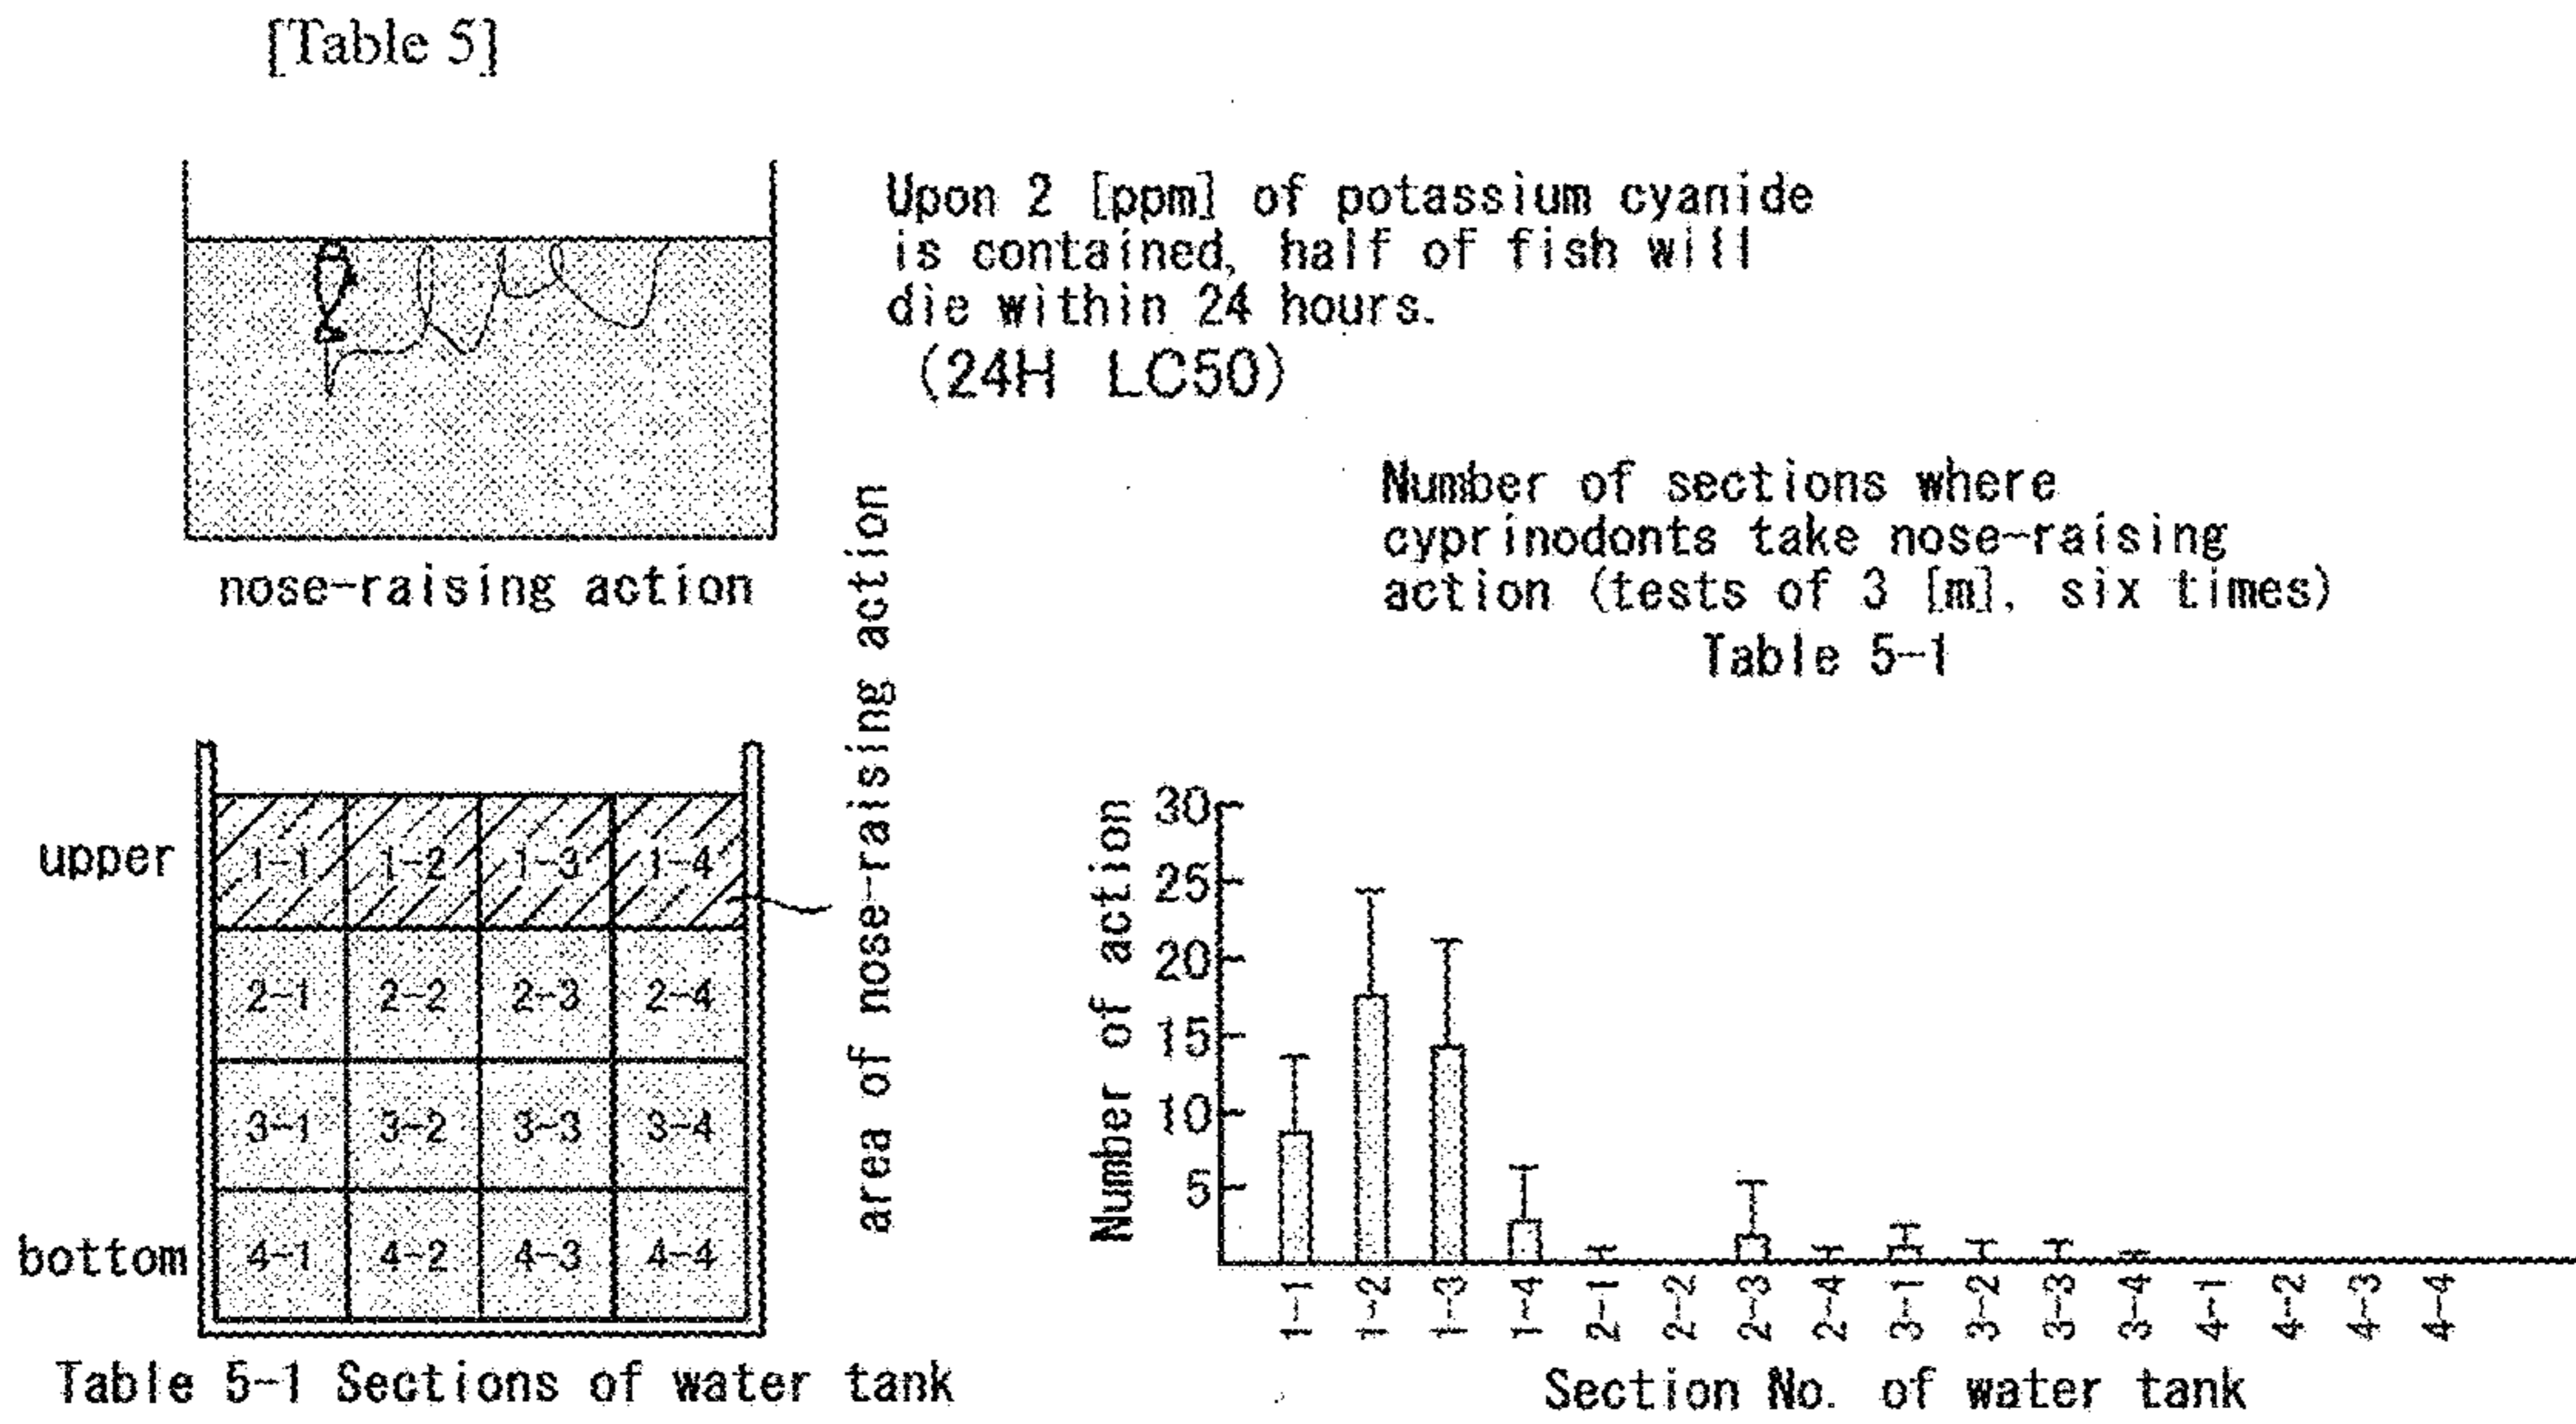 [Table 5]
Upon 2 [ppm] of potassium cyanide
is contained, half of fish will
die within 24 hours.
(24H LC50)
nose-raising action
Number of sections where
cyprinodonts take nose-raising
action (tests of 3 [m], six times)
Table 5-1
area of nose-raising action
upper
1-1 1-2 1-3 1-4
2-1 2-2 2-3 2-4
3-1 3-2 3-3 3-4
bottom
4-1 4-2 4-3 4-4
Table 5-1 Sections of water tank
Number of action
30
25
20
15
10
5
1-1 1-2 1-3 1-4 2-1 2-2 2-3 2-4 3-1 3-2 3-3 3-4 4-1 4-2 4-3 4-4
Section No. of water tank